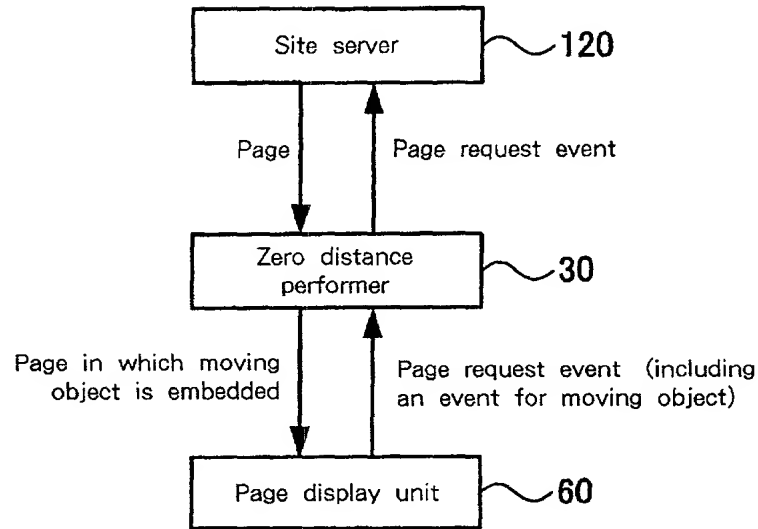 Site server
120
Page
Page request event
Zero distance
performer
30
Page in which moving
object is embedded
Page request event (including
an event for moving object)
Page display unit
60